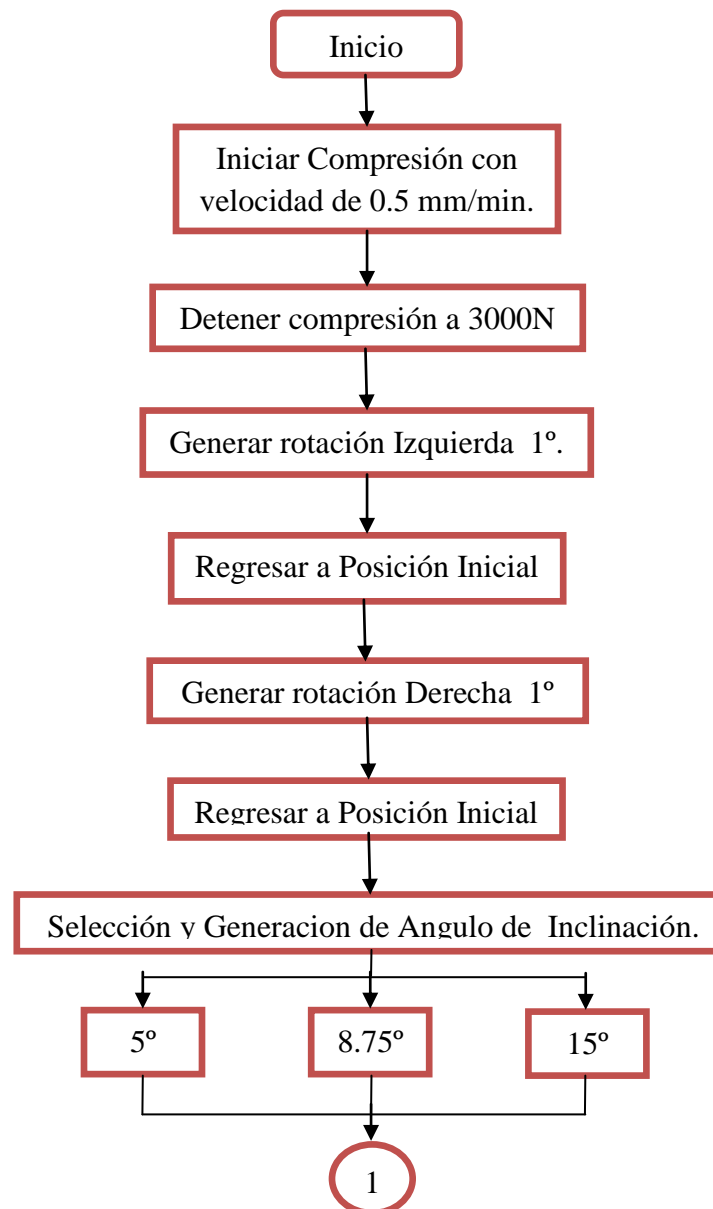 Inicio
Iniciar Compresión con
velocidad de 0.5 mm/min.
Detener compresión a 3000N
Generar rotación Izquierda 1º.
Regresar a Posición Inicial
Generar rotación Derecha 1º
Regresar a Posición Inicial
Selección y Generacion de Angulo de Inclinación.
5º 8.75º 15º
1